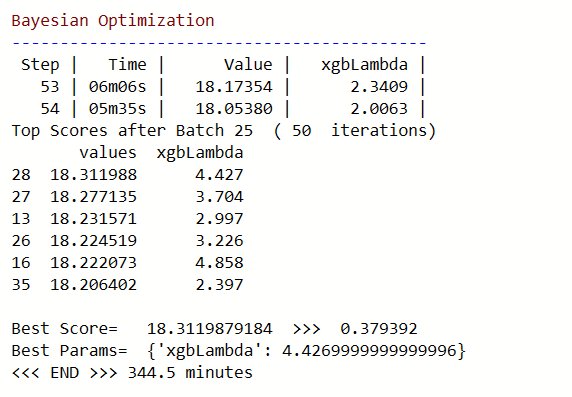 Bayesian Optimization
------------------------------------------
 Step |   Time |      Value |   xgbLambda |
   53 | 06m06s |   18.17354 |      2.3409 |
   54 | 05m35s |   18.05380 |      2.0063 |
Top Scores after Batch 25  ( 50  iterations)
       values  xgbLambda
28  18.311988      4.427
27  18.277135      3.704
13  18.231571      2.997
26  18.224519      3.226
16  18.222073      4.858
35  18.206402      2.397
Best Score=   18.3119879184  >>>  0.379392
Best Params=  {'xgbLambda': 4.4269999999999996}
<<< END >>> 344.5 minutes